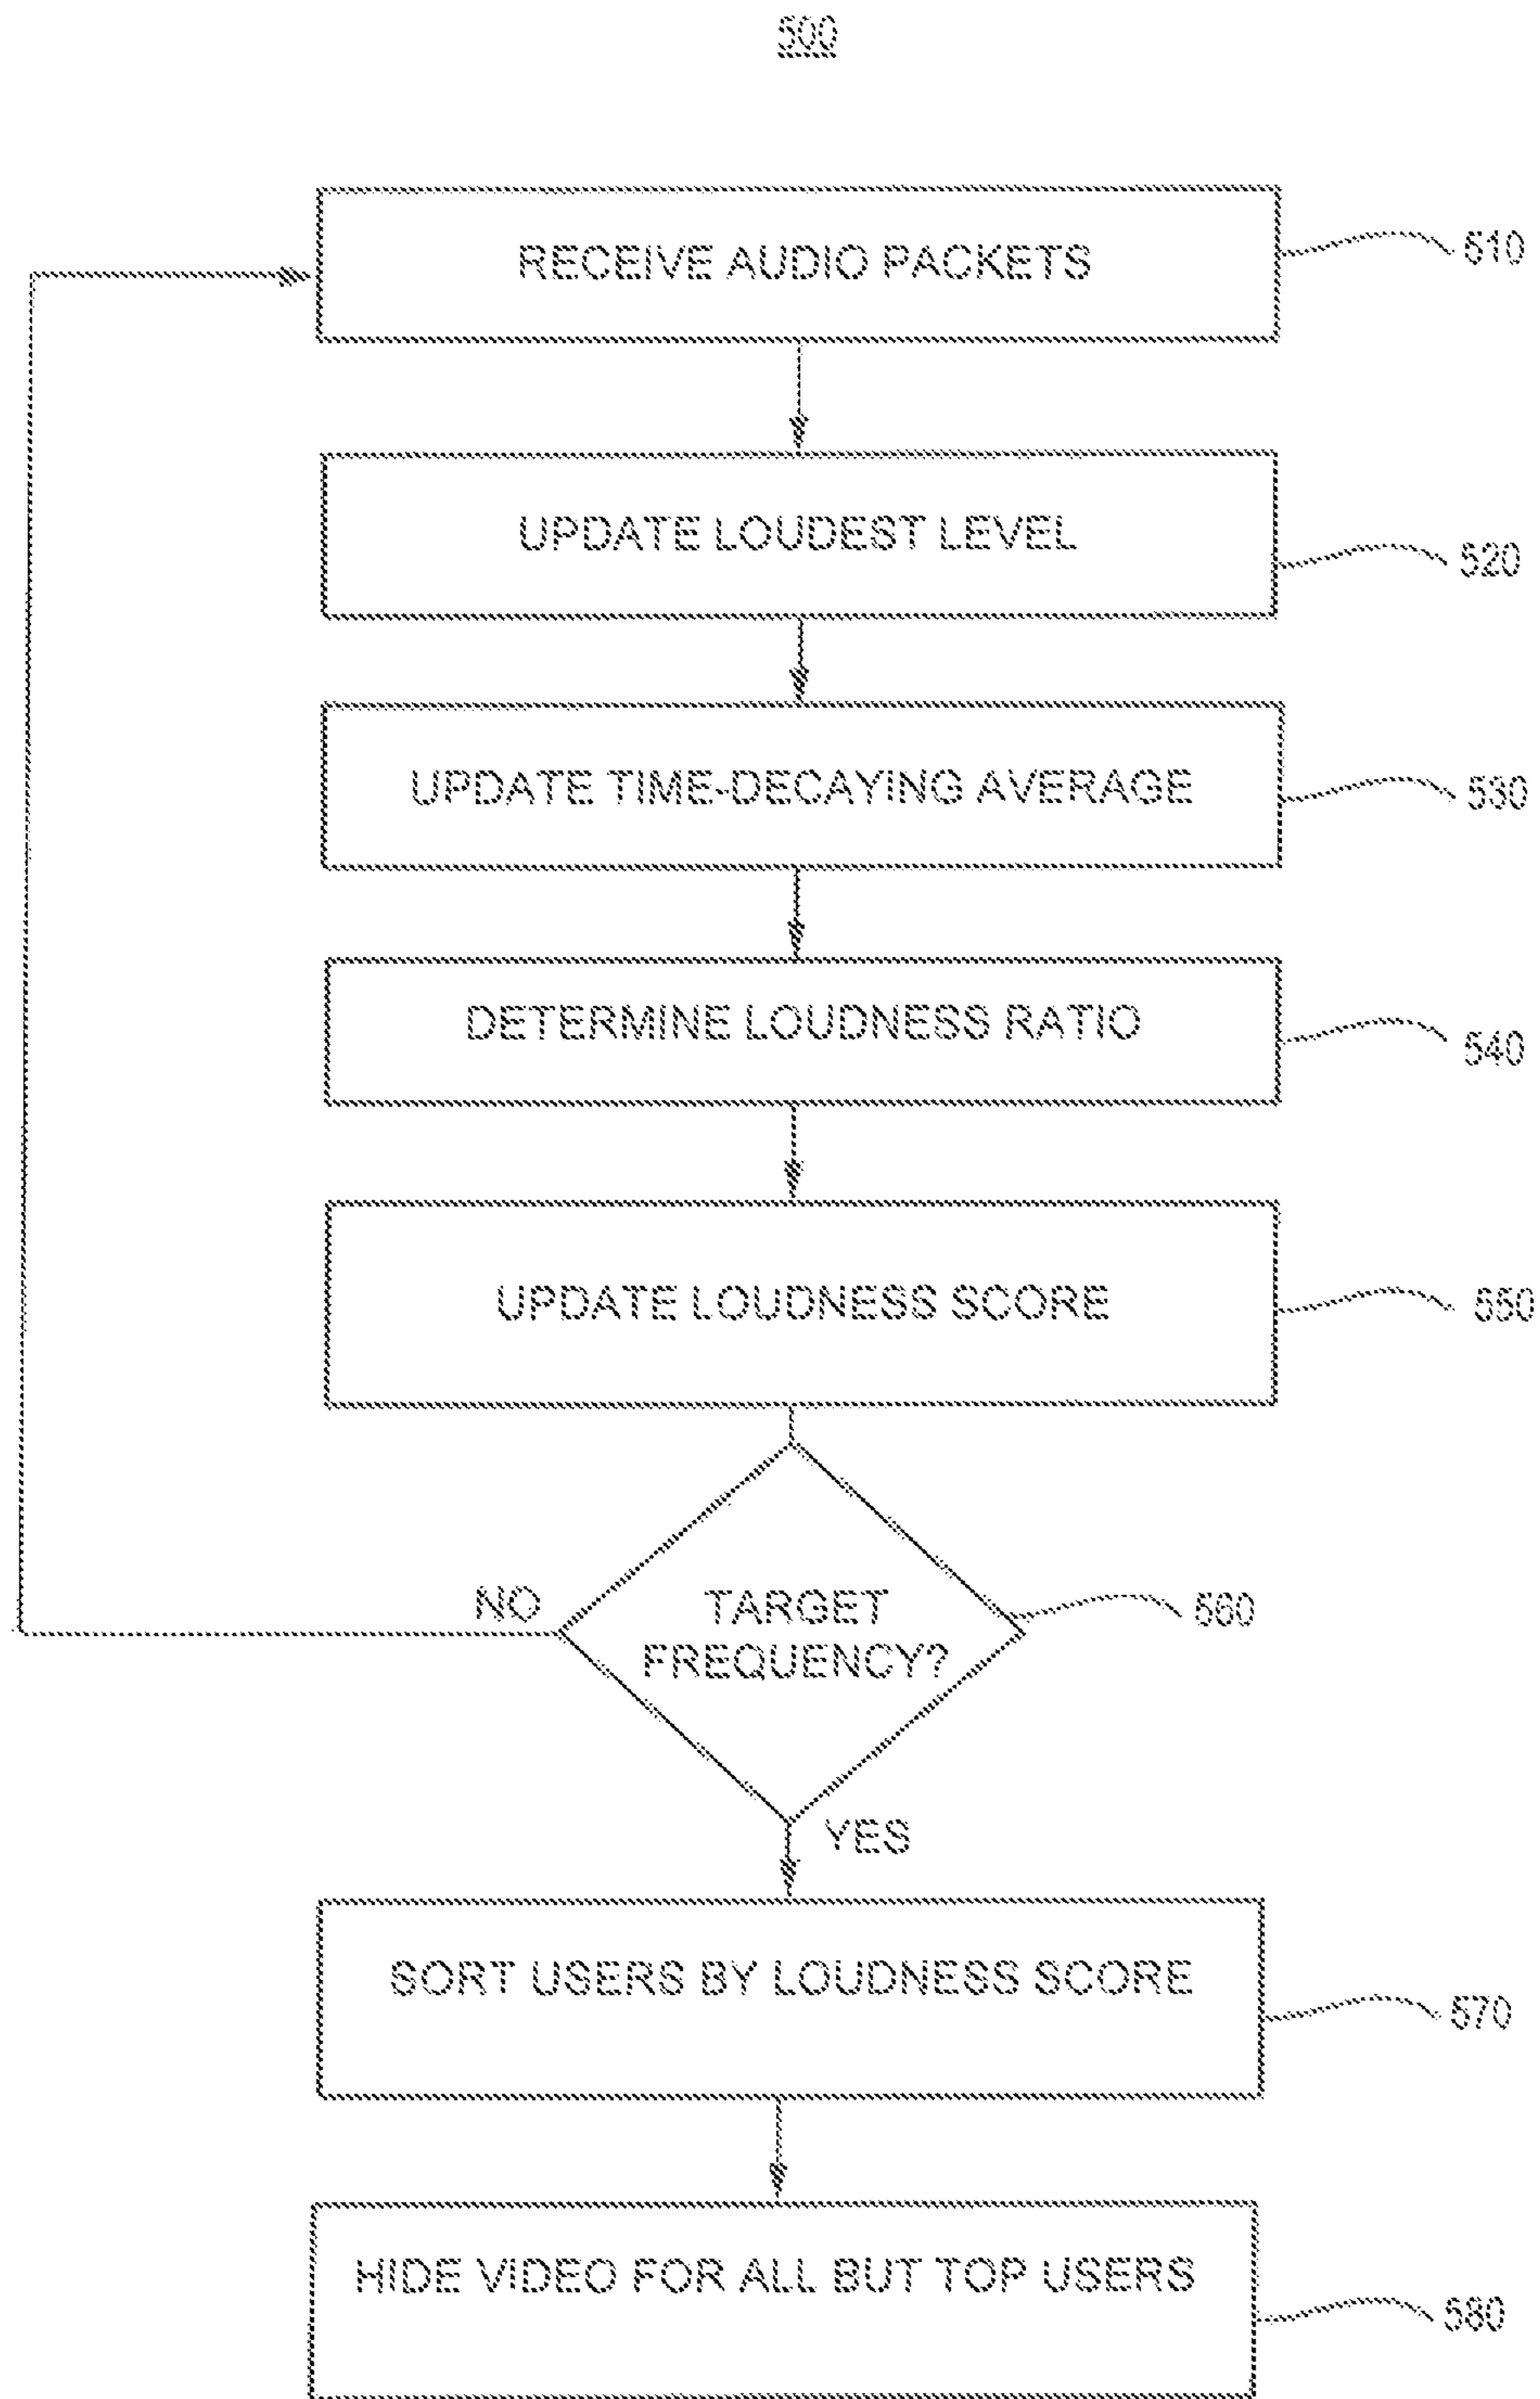 500
RECEIVE AUDIO PACKETS
510
UPDATE LOUDEST LEVEL
520
UPDATE TIME-DECAYING AVERAGE
530
DETERMINE LOUDNESS RATIO
540
UPDATE LOUDNESS SCORE
550
NO
TARGET
FREQUENCY?
560
YES
SORT USERS BY LOUDNESS SCORE
570
HIDE VIDEO FOR ALL BUT TOP USERS
580